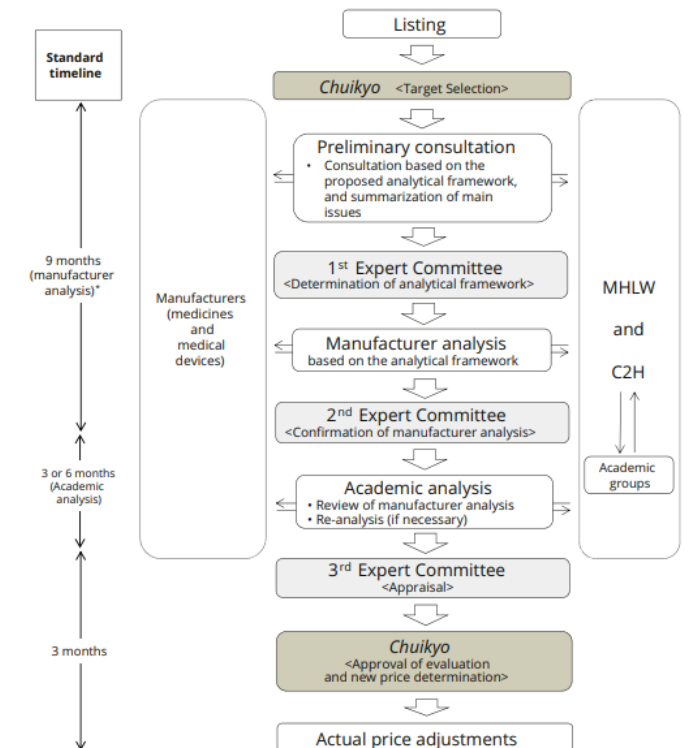 Listing
Standard
timeline
Chuikyo <Target Selection>
Preliminary consultation
• Consultation based on the
proposed analytical framework,
and summarization of main
issues
9 months
(manufacturer
analysis)*
1st Expert Committee
<Determination of analytical framework>
Manufacturers
(medicines
and
medical
devices)
MHLW
and
C2H
Manufacturer analysis
based on the analytical framework
2nd Expert Committee
<Confirmation of manufacturer analysis>
3 or 6 months
(Academic
analysis)
Academic
groups
Academic analysis
• Review of manufacturer analysis
• Re-analysis (if necessary)
3rd Expert Committee
<Appraisal>
3 months
Chuikyo
<Approval of evaluation
and new price determination>
Actual price adjustments